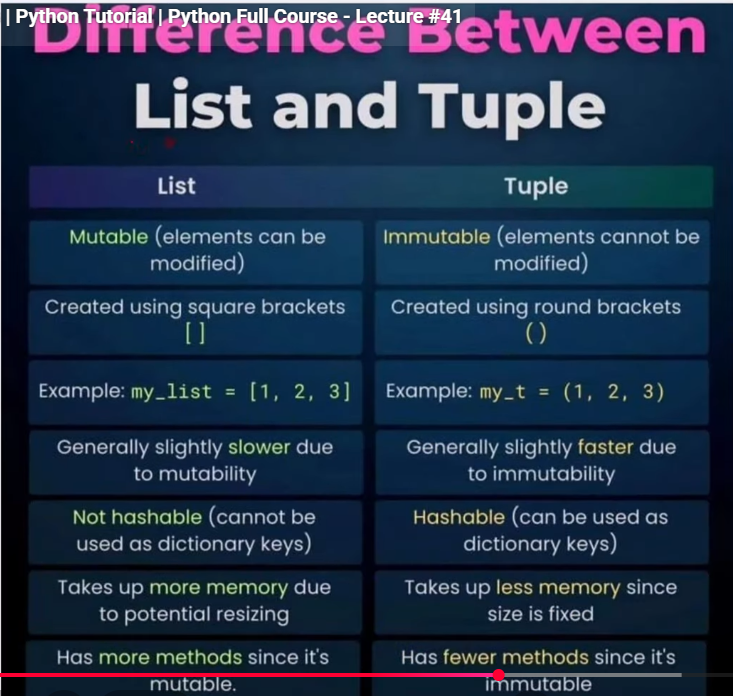 | Python Tutorial | Python Full Course - Lecture #41
Difference Between
List and Tuple
List
Tuple
Mutable (elements can be
modified)
Immutable (elements cannot be
modified)
Created using square brackets
[ ]
Created using round brackets
( )
Example: my_list = [1, 2, 3]
Example: my_t = (1, 2, 3)
Generally slightly slower due
to mutability
Generally slightly faster due
to immutability
Not hashable (cannot be
used as dictionary keys)
Hashable (can be used as
dictionary keys)
Takes up more memory due
to potential resizing
Takes up less memory since
size is fixed
Has more methods since it's
mutable.
Has fewer methods since it's
immutable